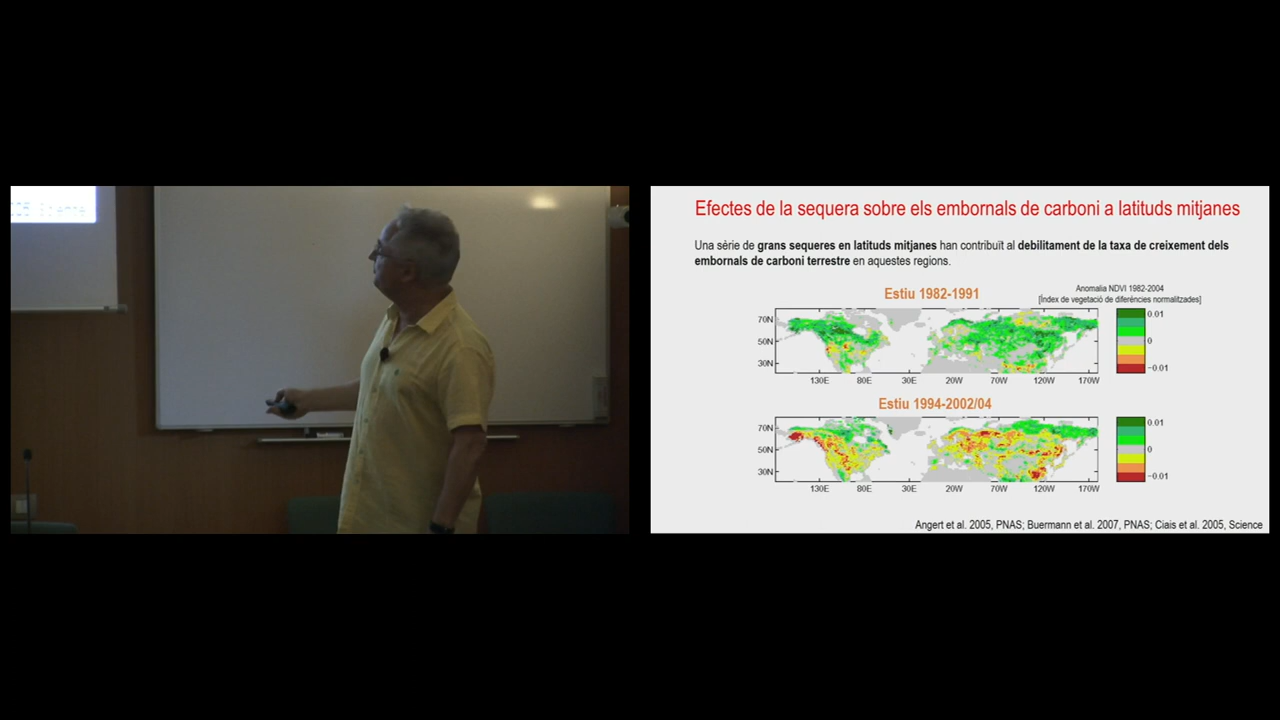 Efectes de la sequera sobre els embornals de carboni a latituds mitjanes
Una sèrie de grans sequeres en latituds mitjanes han contribuït al debilitament de la taxa de creixement dels
embornals de carboni terrestre en aquestes regions.
Estiu 1982-1991
Anomalia NDVI 1982-2004
[Índex de vegetació de diferències normalitzades]
70N
50N
30N
130E 80E 30E 20W 70W 120W 170W
0.01
0
−0.01
Estiu 1994-2002/04
70N
50N
30N
130E 80E 30E 20W 70W 120W 170W
0.01
0
−0.01
Angert et al. 2005, PNAS; Buermann et al. 2007, PNAS; Ciais et al. 2005, Science